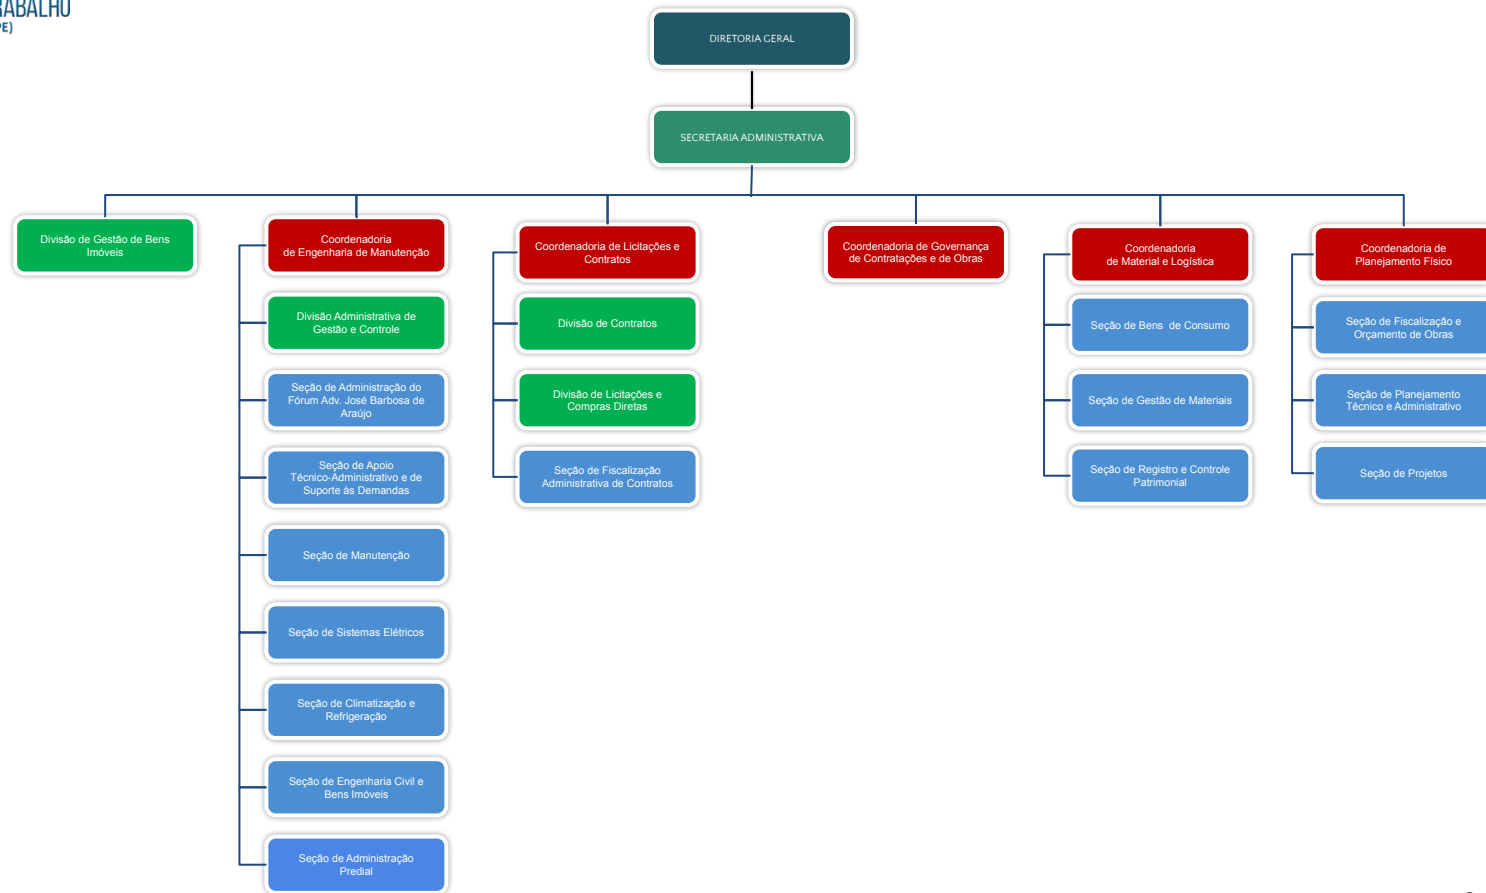 PE)
DIRETORIA GERAL
SECRETARIA ADMINISTRATIVA
Divisão de Gestão de Bens
Imóveis
Coordenadoria
de Engenharia de Manutenção
Divisão Administrativa de
Gestão e Controle
Seção de Administração do
Fórum Adv. José Barbosa de
Araújo
Seção de Apoio
Técnico-Administrativo e de
Suporte às Demandas
Seção de Manutenção
Seção de Sistemas Elétricos
Seção de Climatização e
Refrigeração
Seção de Engenharia Civil e
Bens Imóveis
Seção de Administração
Predial
Coordenadoria de Licitações e
Contratos
Divisão de Contratos
Divisão de Licitações e
Compras Diretas
Seção de Fiscalização
Administrativa de Contratos
Coordenadoria de Governança
de Contratações e de Obras
Coordenadoria
de Material e Logística
Seção de Bens de Consumo
Seção de Gestão de Materiais
Seção de Registro e Controle
Patrimonial
Coordenadoria de
Planejamento Físico
Seção de Fiscalização e
Orçamento de Obras
Seção de Planejamento
Técnico e Administrativo
Seção de Projetos